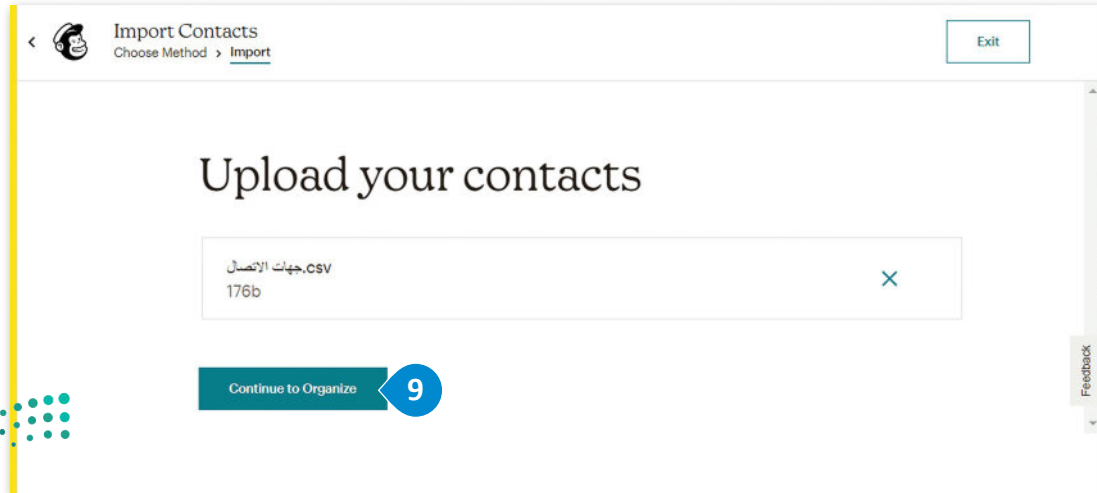 Import Contacts
Exit
Choose Method > Import
Upload your contacts
جهات الاتصال.csv
176b
Continue to Organize
9
Feedback